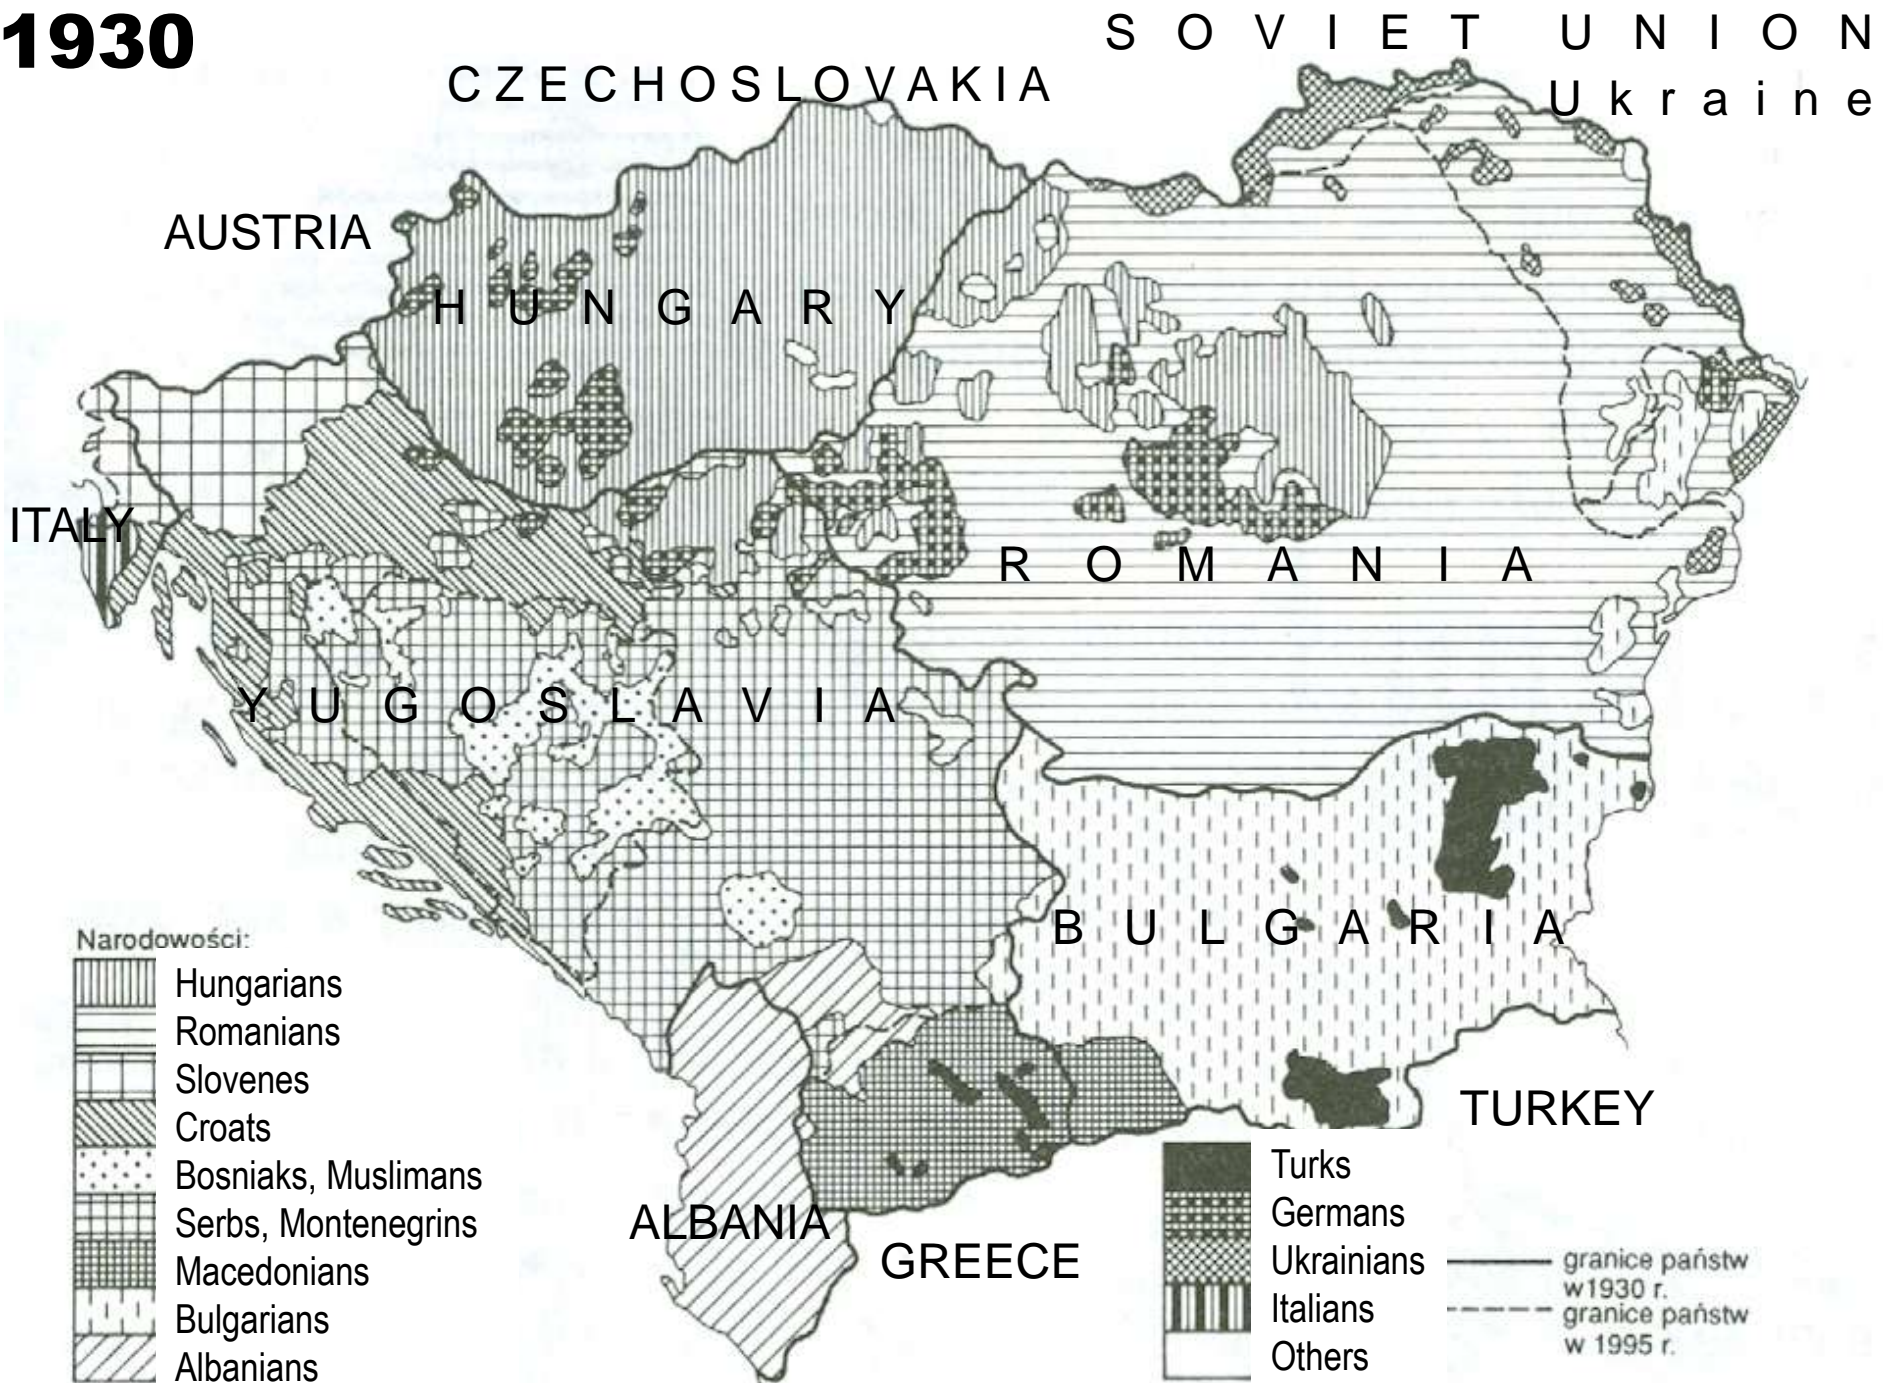 1930
SOVIET UNION
Ukraine
CZECHOSLOVAKIA
AUSTRIA
HUNGARY
ITALY
ROMANIA
YUGOSLAVIA
BULGARIA
TURKEY
ALBANIA
GREECE
Narodowości:
Hungarians
Romanians
Slovenes
Croats
Bosniaks, Muslimans
Serbs, Montenegrins
Macedonians
Bulgarians
Albanians
Turks
Germans
Ukrainians
Italians
Others
granice państw
w1930 r.
granice państw
w 1995 r.